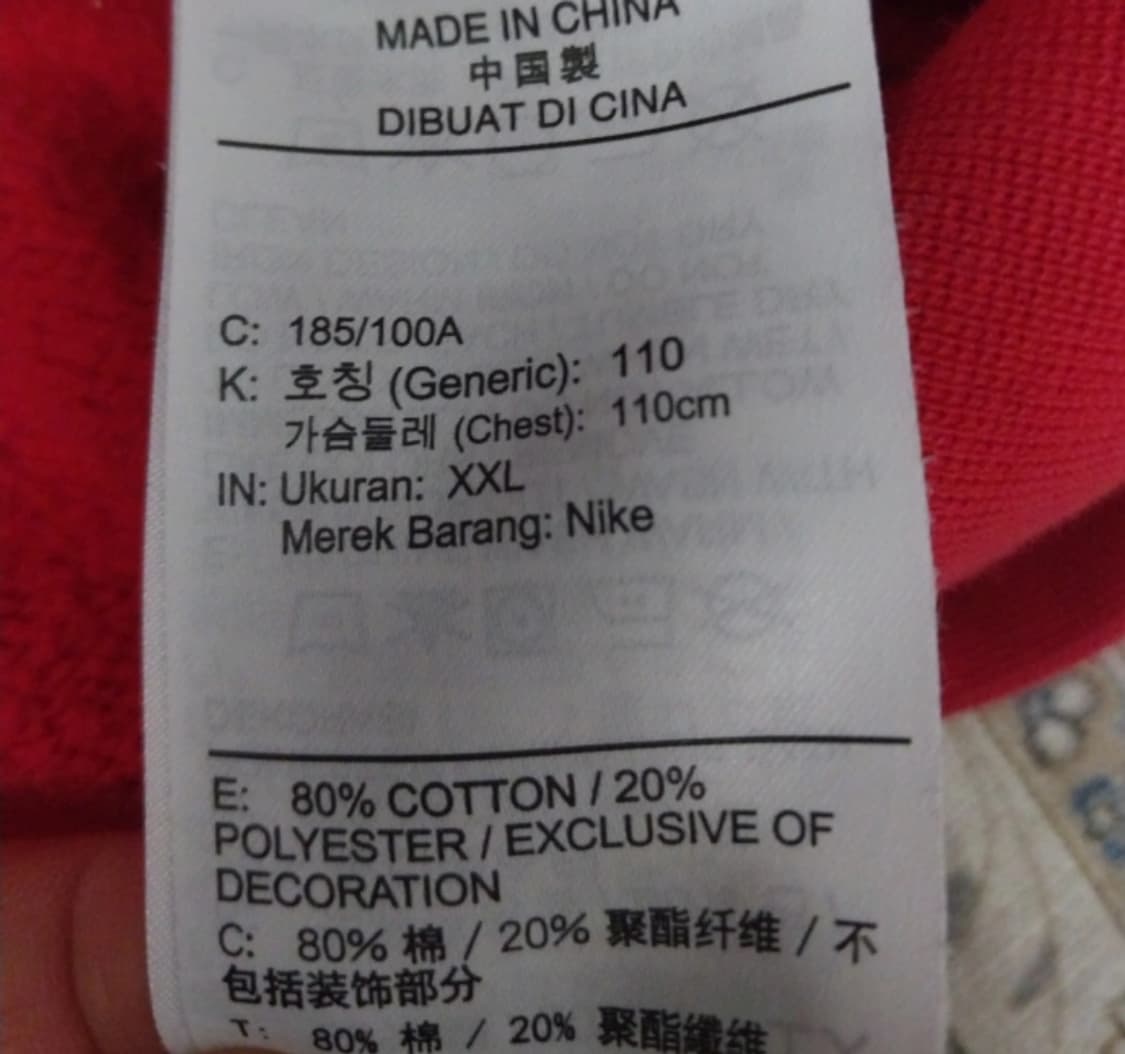 MADE IN CHINA
中国製
DIBUAT DI CINA
C: 185/100A
K: 호칭 (Generic): 110
가슴둘레 (Chest): 110cm
IN: Ukuran: XXL
Merek Barang: Nike
E: 80% COTTON / 20%
POLYESTER / EXCLUSIVE OF
DECORATION
C: 80% 棉 / 20% 聚酯纤维 / 不
包括装饰部分
T: 80% 棉 / 20% 聚酯纖維